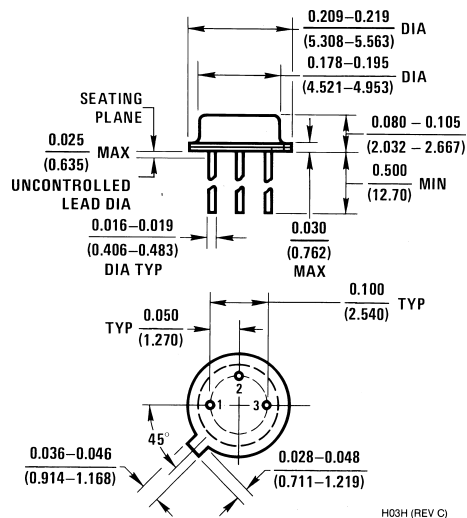 0.209–0.219 DIA
(5.308–5.563)
0.178–0.195 DIA
(4.521–4.953)
SEATING
PLANE
0.080 – 0.105
(2.032 – 2.667)
0.025 MAX
(0.635)
0.500 MIN
(12.70)
UNCONTROLLED
LEAD DIA
0.016–0.019
(0.406–0.483)
DIA TYP
0.030
(0.762)
MAX
0.100 TYP
(2.540)
TYP 0.050
(1.270)
2
1
3
45°
0.036–0.046
(0.914–1.168)
0.028–0.048
(0.711–1.219)
H03H (REV C)